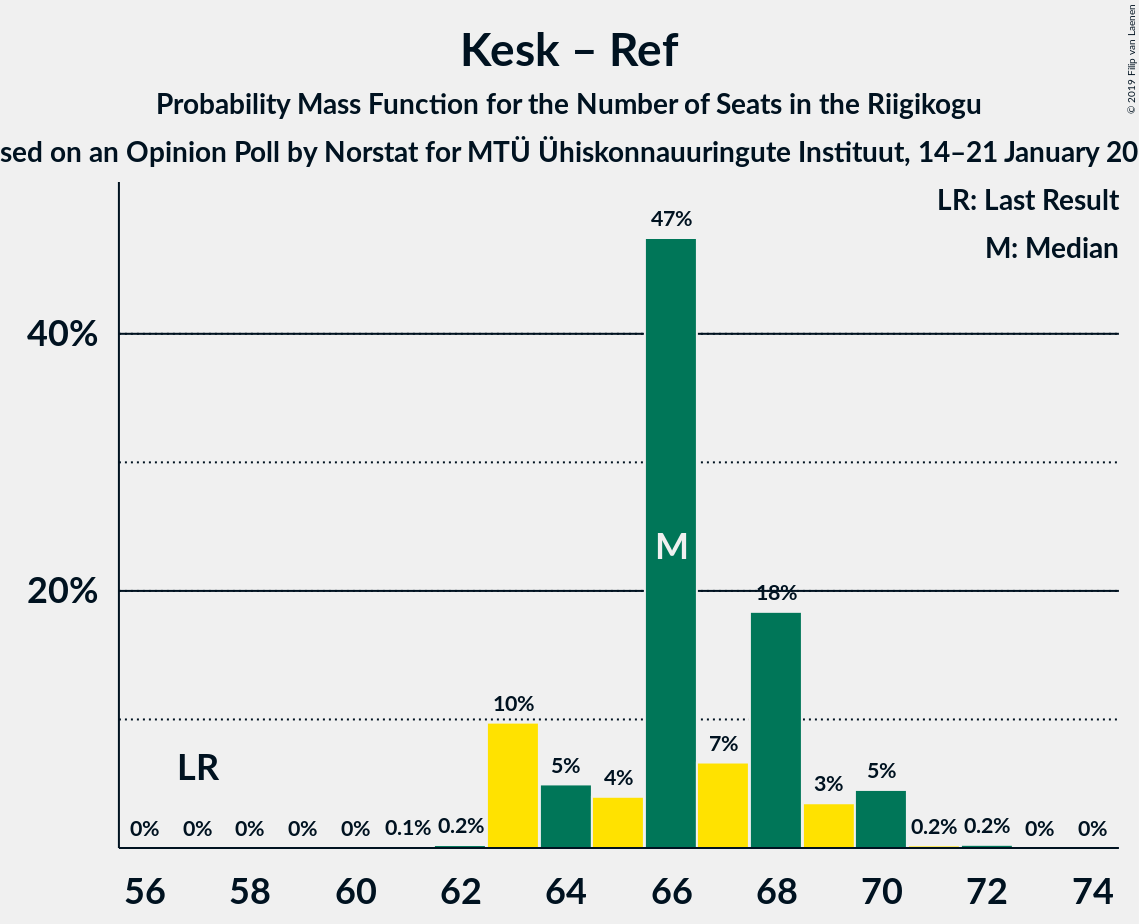 Kesk – Ref
Probability Mass Function for the Number of Seats in the Riigikogu
sed on an Opinion Poll by Norstat for MTÜ Ühiskonnauuringute Instituut, 14–21 January 20
© 2019 Filip van Laenen
LR: Last Result
M: Median
47%
40%
M
20%
18%
10%
7%
LR
5%
4%
3%
5%
0% 0% 0% 0% 0% 0.1% 0.2% 0.2% 0.2% 0% 0%
56 58 60 62 64 66 68 70 72 74